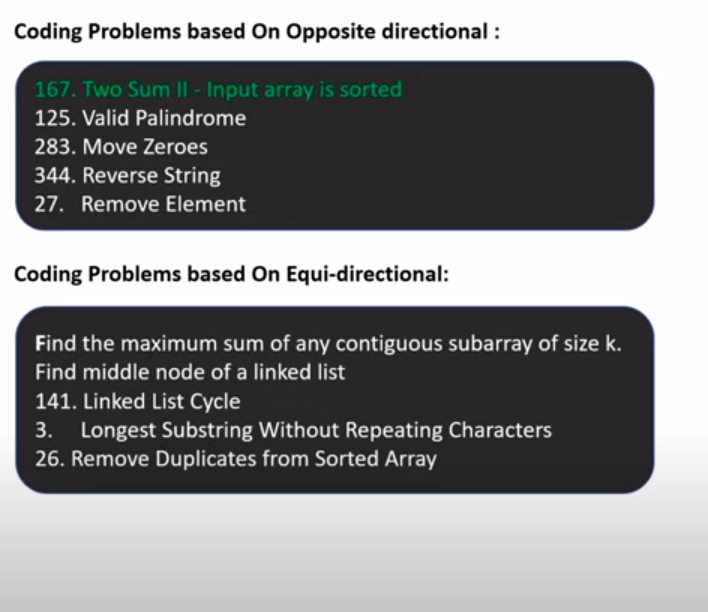 Coding Problems based On Opposite directional :
167. Two Sum II - Input array is sorted
125. Valid Palindrome
283. Move Zeroes
344. Reverse String
27. Remove Element
Coding Problems based On Equi-directional:
Find the maximum sum of any contiguous subarray of size k.
Find middle node of a linked list
141. Linked List Cycle
3. Longest Substring Without Repeating Characters
26. Remove Duplicates from Sorted Array